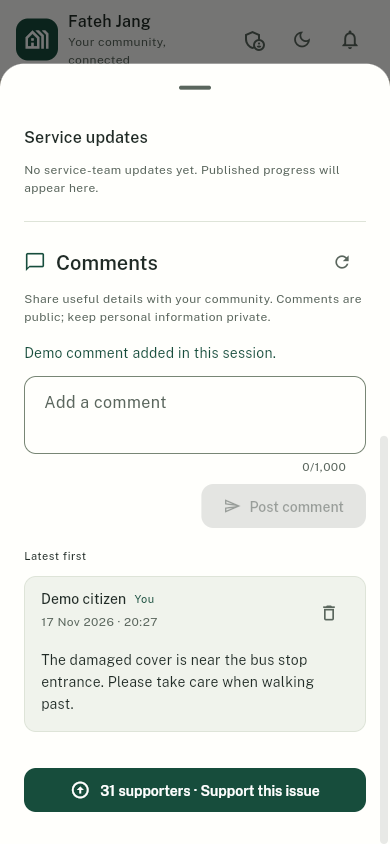 Fateh Jang
Your community,
connected
Service updates
No service-team updates yet. Published progress will
appear here.
Comments
Share useful details with your community. Comments are
public; keep personal information private.
Demo comment added in this session.
Add a comment
0/1,000
Post comment
Latest first
Demo citizen You
17 Nov 2026 · 20:27
The damaged cover is near the bus stop
entrance. Please take care when walking
past.
31 supporters · Support this issue